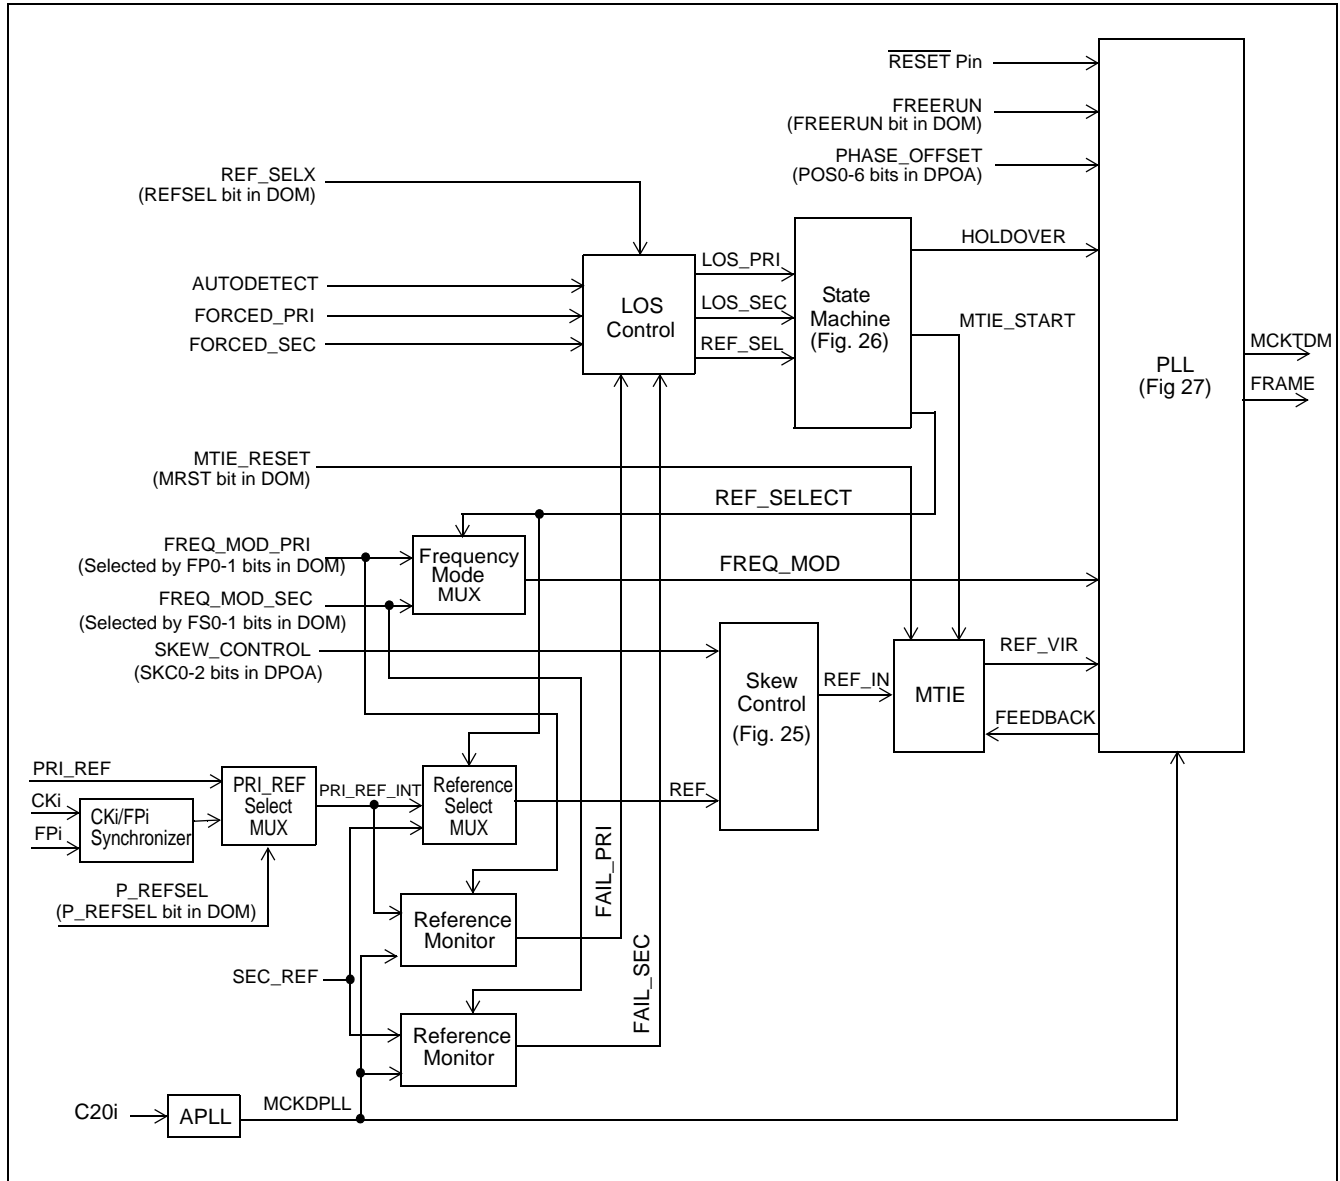 RESET Pin
FREERUN
(FREERUN bit in DOM)
PHASE_OFFSET
(POS0-6 bits in DPOA)
REF_SELX
(REFSEL bit in DOM)
AUTODETECT
FORCED_PRI
FORCED_SEC
LOS
Control
LOS_PRI
LOS_SEC
REF_SEL
State
Machine
(Fig. 26)
HOLDOVER
MTIE_START
PLL
(Fig 27)
MCKTDM
FRAME
MTIE_RESET
(MRST bit in DOM)
REF_SELECT
FREQ_MOD_PRI
(Selected by FP0-1 bits in DOM)
FREQ_MOD_SEC
(Selected by FS0-1 bits in DOM)
Frequency
Mode
MUX
FREQ_MOD
SKEW_CONTROL
(SKC0-2 bits in DPOA)
Skew
Control
(Fig. 25)
REF_IN
MTIE
REF_VIR
FEEDBACK
PRI_REF
CKi
FPi
CKi/FPi
Synchronizer
PRI_REF
Select
MUX
PRI_REF_INT
Reference
Select
MUX
REF
P_REFSEL
(P_REFSEL bit in DOM)
Reference
Monitor
FAIL_PRI
SEC_REF
Reference
Monitor
FAIL_SEC
C20i
APLL
MCKDPLL